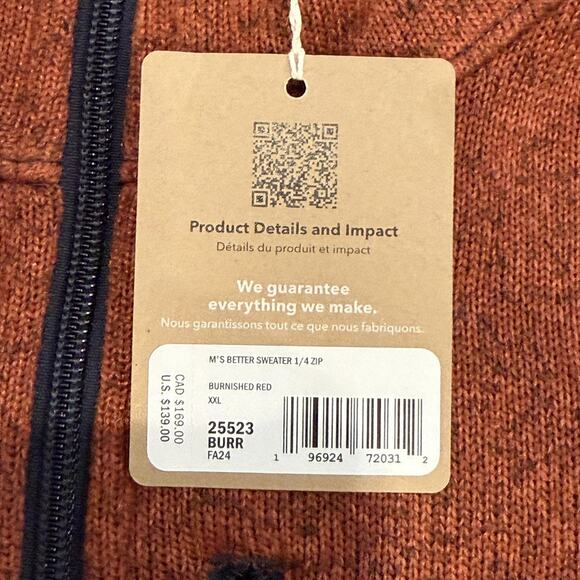 Product Details and Impact
Détails du produit et impact
We guarantee
everything we make.
Nous garantissons tout ce que nous fabriquons.
CAD $169.00
U.S. $139.00
M'S BETTER SWEATER 1/4 ZIP
BURNISHED RED
XXL
25523
BURR
FA24
1 96924 72031 2